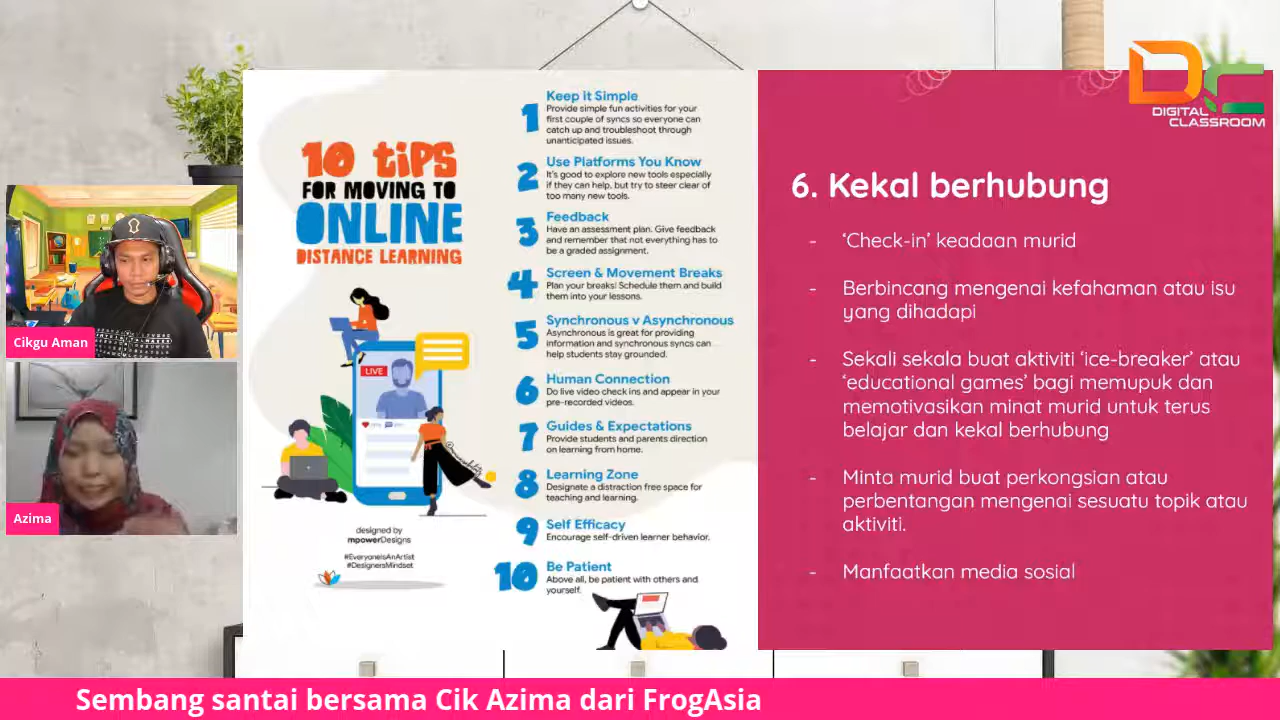 DIGITAL
CLASSROOM
Cikgu Aman
Azima
10 TiPS
FOR MOVING TO
ONLINE
DISTANCE LEARNING
LIVE
designed by
mpowerDesigns
#EveryoneIsAnArtist
#DesignersMindset
1 Keep it Simple
Provide simple fun activities for your
first couple of syncs so everyone can
catch up and troubleshoot through
unanticipated issues.
2 Use Platforms You Know
It's good to explore new tools especially
if they can help, but try to steer clear of
too many new tools.
3 Feedback
Have an assessment plan. Give feedback
and remember that not everything has to
be a graded assignment.
4 Screen & Movement Breaks
Plan your breaks! Schedule them and build
them into your lessons.
5 Synchronous v Asynchronous
Asynchronous is great for providing
information and synchronous syncs can
help students stay grounded.
6 Human Connection
Do live video check ins and appear in your
pre-recorded videos.
7 Guides & Expectations
Provide students and parents direction
on learning from home.
8 Learning Zone
Designate a distraction free space for
teaching and learning.
9 Self Efficacy
Encourage self-driven learner behavior.
10 Be Patient
Above all, be patient with others and
yourself.
6. Kekal berhubung
- ‘Check-in’ keadaan murid
- Berbincang mengenai kefahaman atau isu
yang dihadapi
- Sekali sekala buat aktiviti ‘ice-breaker’ atau
‘educational games’ bagi memupuk dan
memotivasikan minat murid untuk terus
belajar dan kekal berhubung
- Minta murid buat perkongsian atau
perbentangan mengenai sesuatu topik atau
aktiviti.
- Manfaatkan media sosial
Sembang santai bersama Cik Azima dari FrogAsia